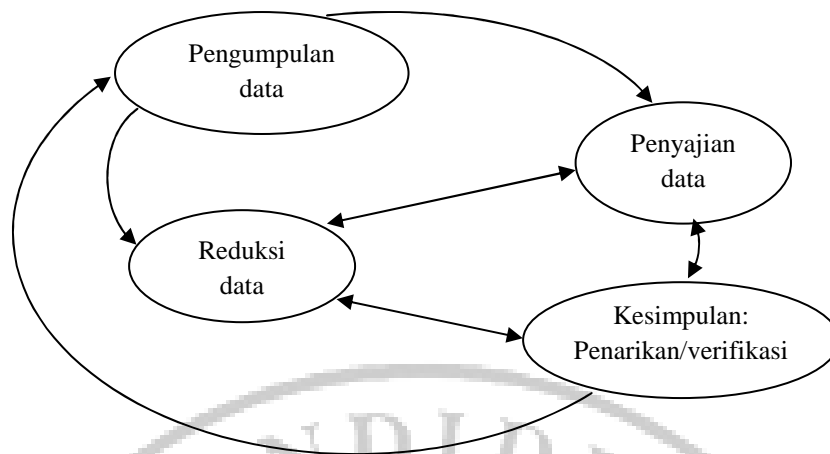 Pengumpulan
data
Penyajian
data
Reduksi
data
Kesimpulan:
Penarikan/verifikasi